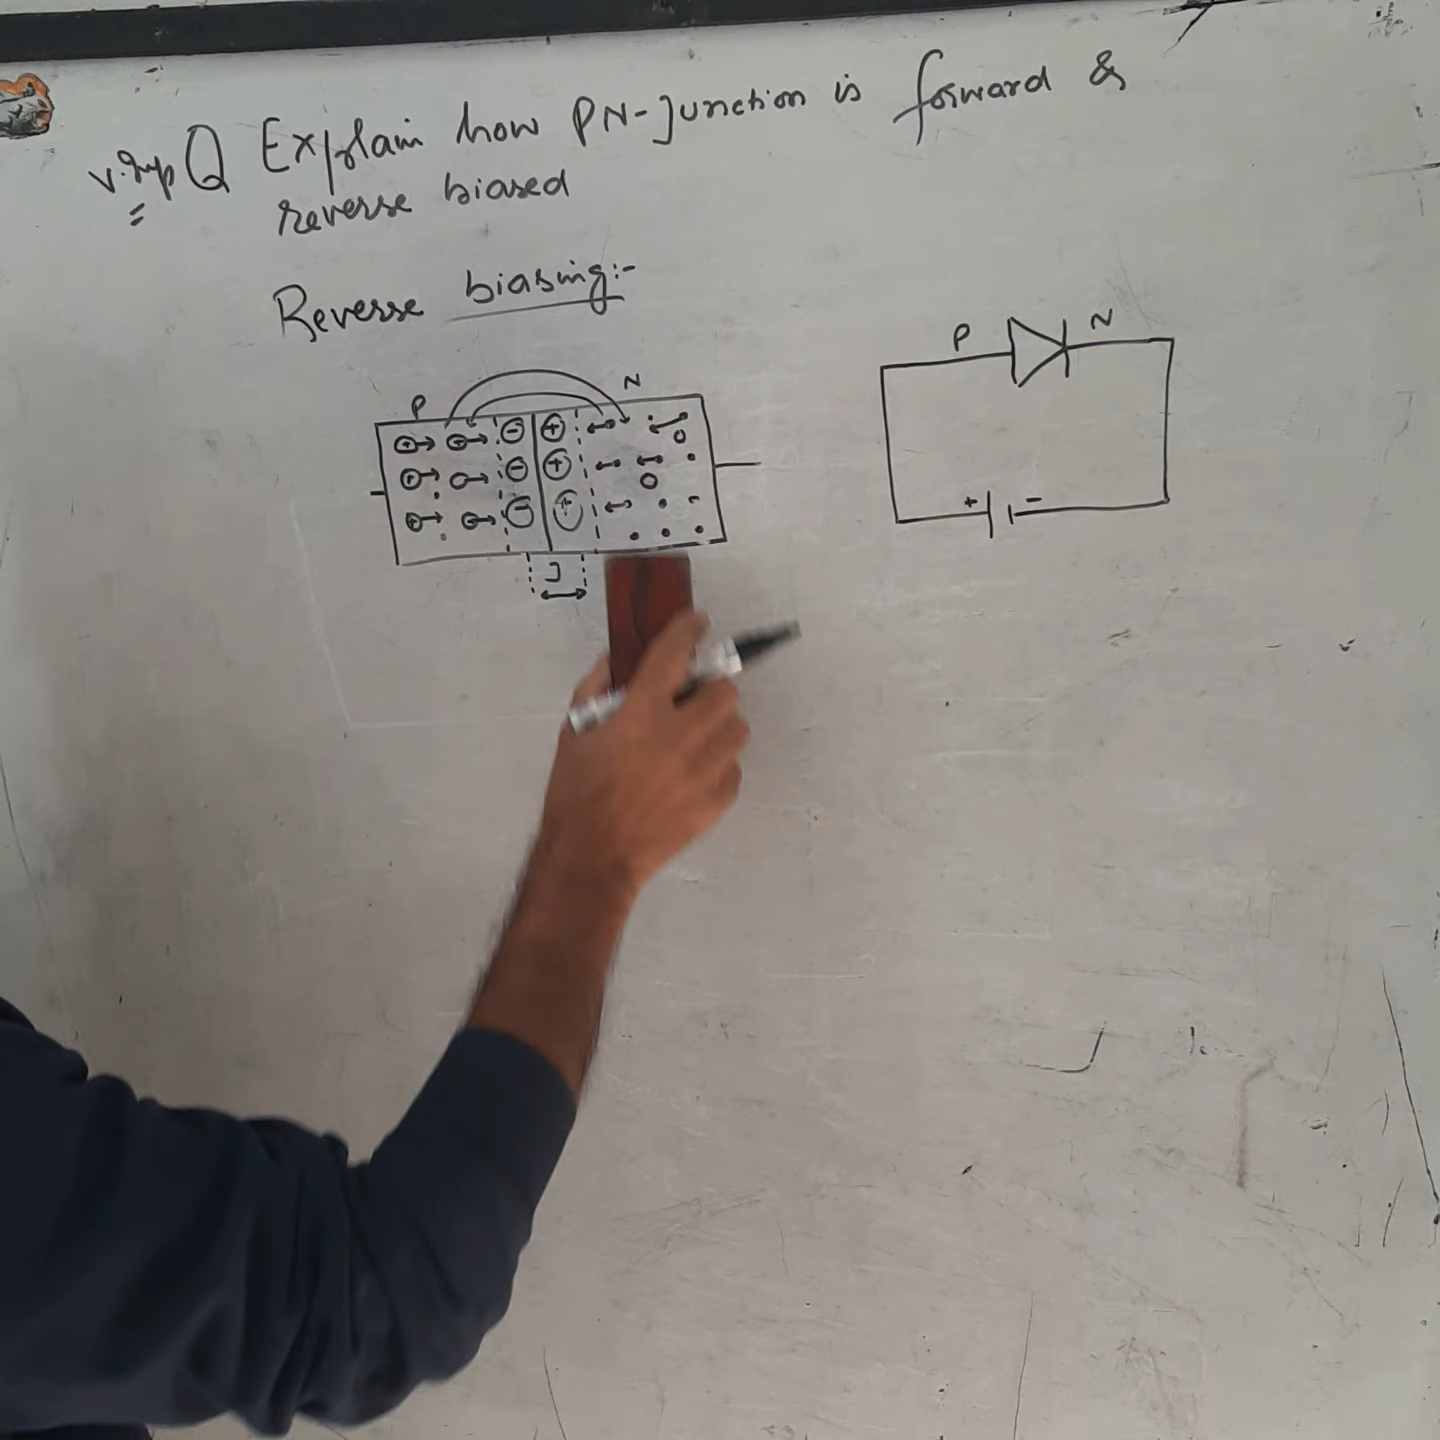 v.Imp Q Explain how PN-Junction is forward &
reverse biased
Reverse biasing:-
P N
P N
+ -
J